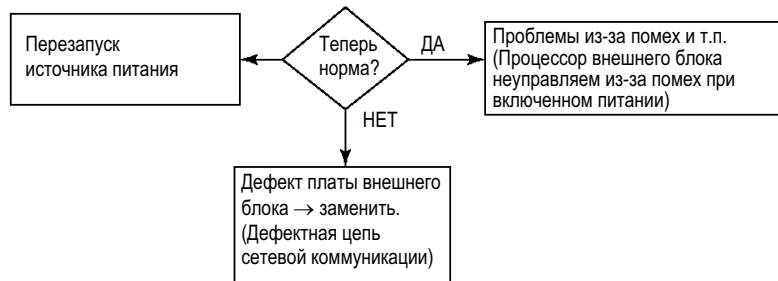 Перезапуск
источника питания
Теперь
норма?
ДА
Проблемы из-за помех и т.п.
(Процессор внешнего блока
неуправляем из-за помех при
включенном питании)
НЕТ
Дефект платы внешнего
блока → заменить.
(Дефектная цепь
сетевой коммуникации)